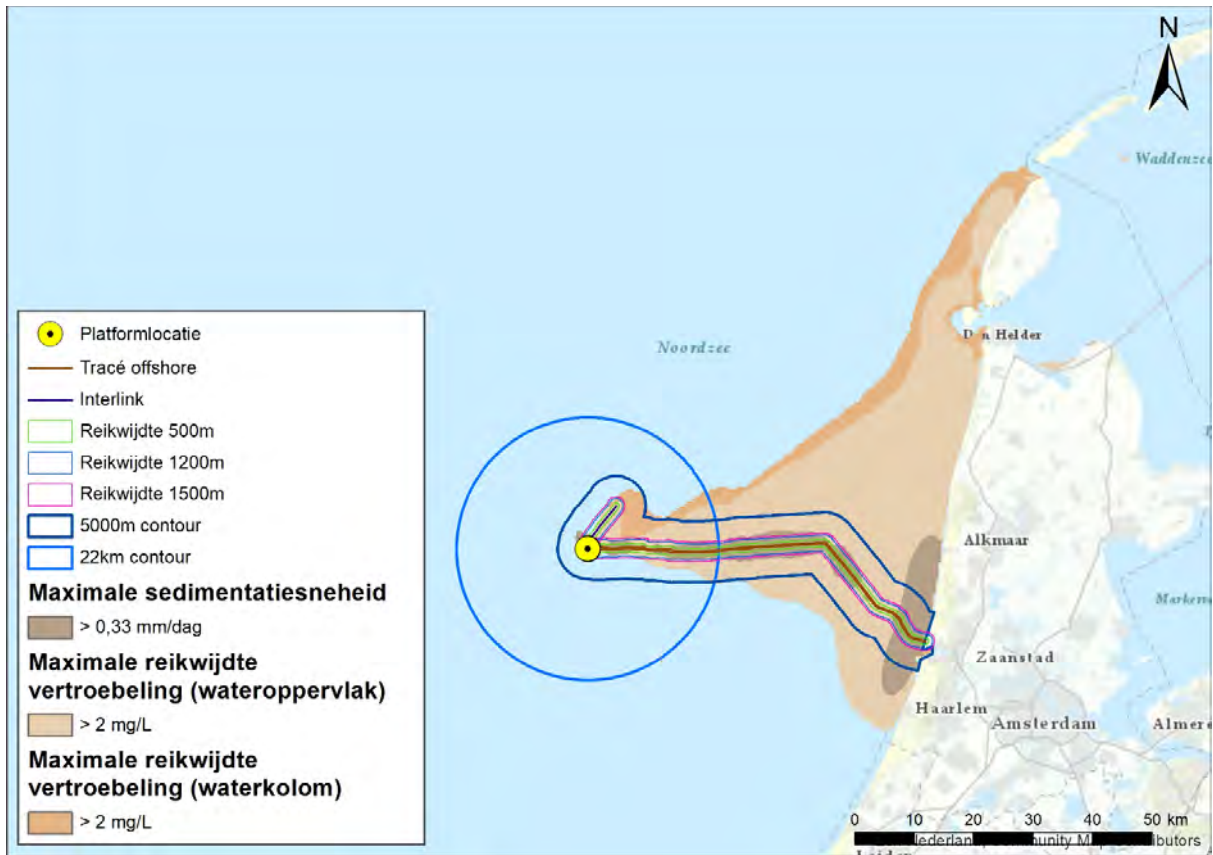 N
Waddenzee
Noordzee
Den Helder
Alkmaar
Zaanstad
Haarlem
Amsterdam
Almere
Platformlocatie
Tracé offshore
Interlink
Reikwijdte 500m
Reikwijdte 1200m
Reikwijdte 1500m
5000m contour
22km contour
Maximale sedimentatiesneheid
> 0,33 mm/dag
Maximale reikwijdte
vertroebeling (wateroppervlak)
> 2 mg/L
Maximale reikwijdte
vertroebeling (waterkolom)
> 2 mg/L
0 10 20 30 40 50 km